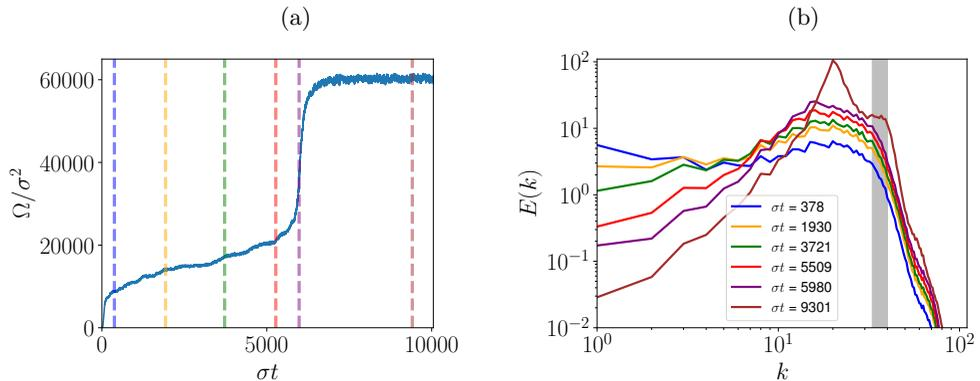 (a)
(b)
Ω/σ²
60000
40000
20000
0
0
5000
10000
σt
E(k)
10²
10¹
10⁰
10⁻¹
10⁻²
σt = 378
σt = 1930
σt = 3721
σt = 5509
σt = 5980
σt = 9301
10⁰
10¹
10²
k